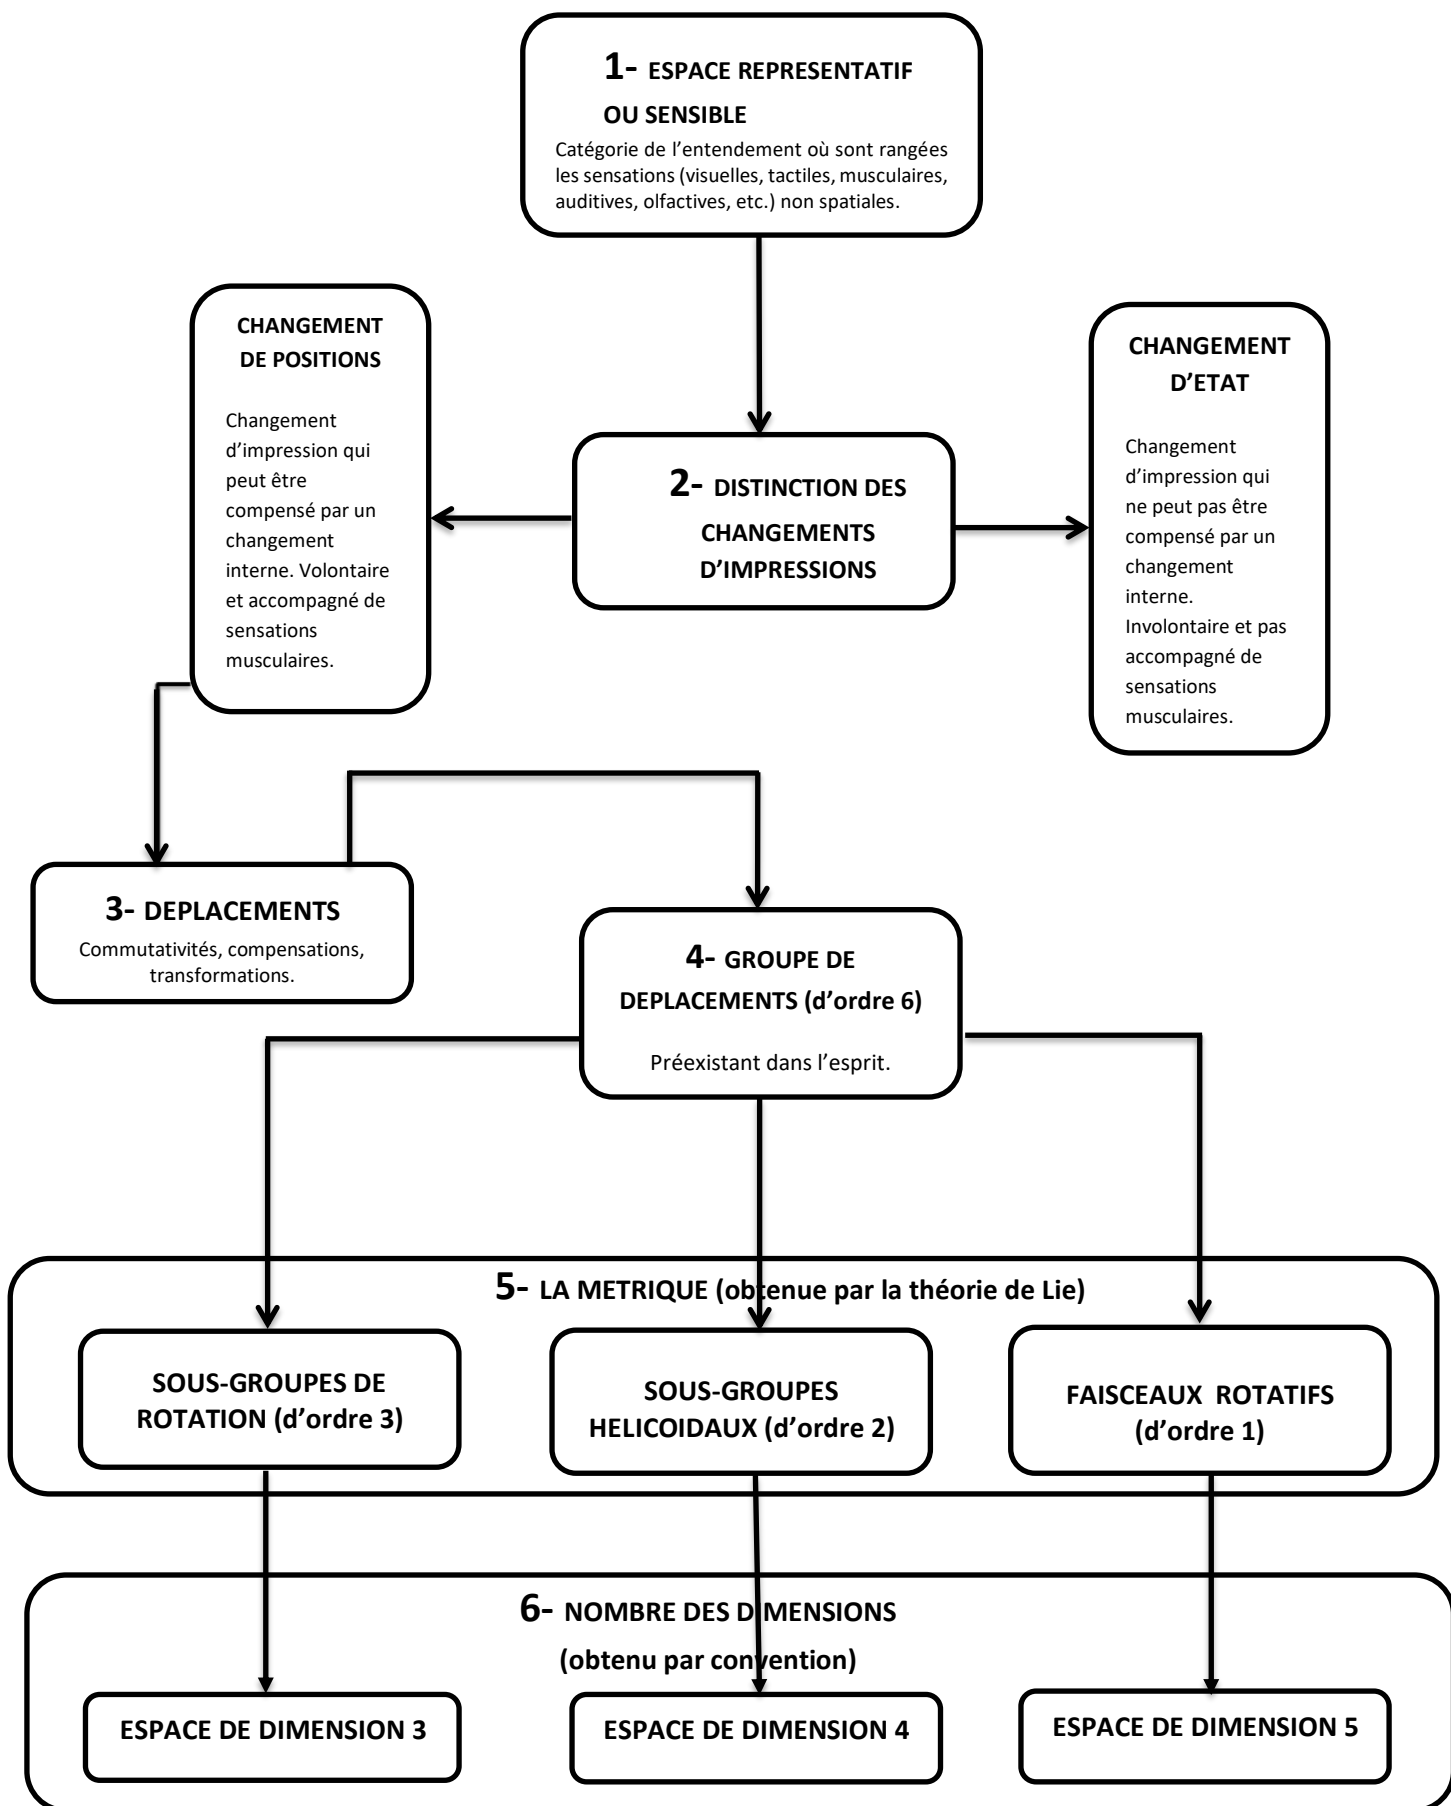 1- ESPACE REPRESENTATIF
OU SENSIBLE
Catégorie de l’entendement où sont rangées
les sensations (visuelles, tactiles, musculaires,
auditives, olfactives, etc.) non spatiales.
CHANGEMENT
DE POSITIONS
Changement
d’impression qui
peut être
compensé par un
changement
interne. Volontaire
et accompagné de
sensations
musculaires.
2- DISTINCTION DES
CHANGEMENTS
D’IMPRESSIONS
CHANGEMENT
D’ETAT
Changement
d’impression qui
ne peut pas être
compensé par un
changement
interne.
Involontaire et pas
accompagné de
sensations
musculaires.
3- DEPLACEMENTS
Commutativités, compensations,
transformations.
4- GROUPE DE
DEPLACEMENTS (d’ordre 6)
Préexistant dans l’esprit.
5- LA METRIQUE (obtenue par la théorie de Lie)
SOUS-GROUPES DE
ROTATION (d’ordre 3)
SOUS-GROUPES
HELICOIDAUX (d’ordre 2)
FAISCEAUX ROTATIFS
(d’ordre 1)
6- NOMBRE DES DIMENSIONS
(obtenu par convention)
ESPACE DE DIMENSION 3
ESPACE DE DIMENSION 4
ESPACE DE DIMENSION 5